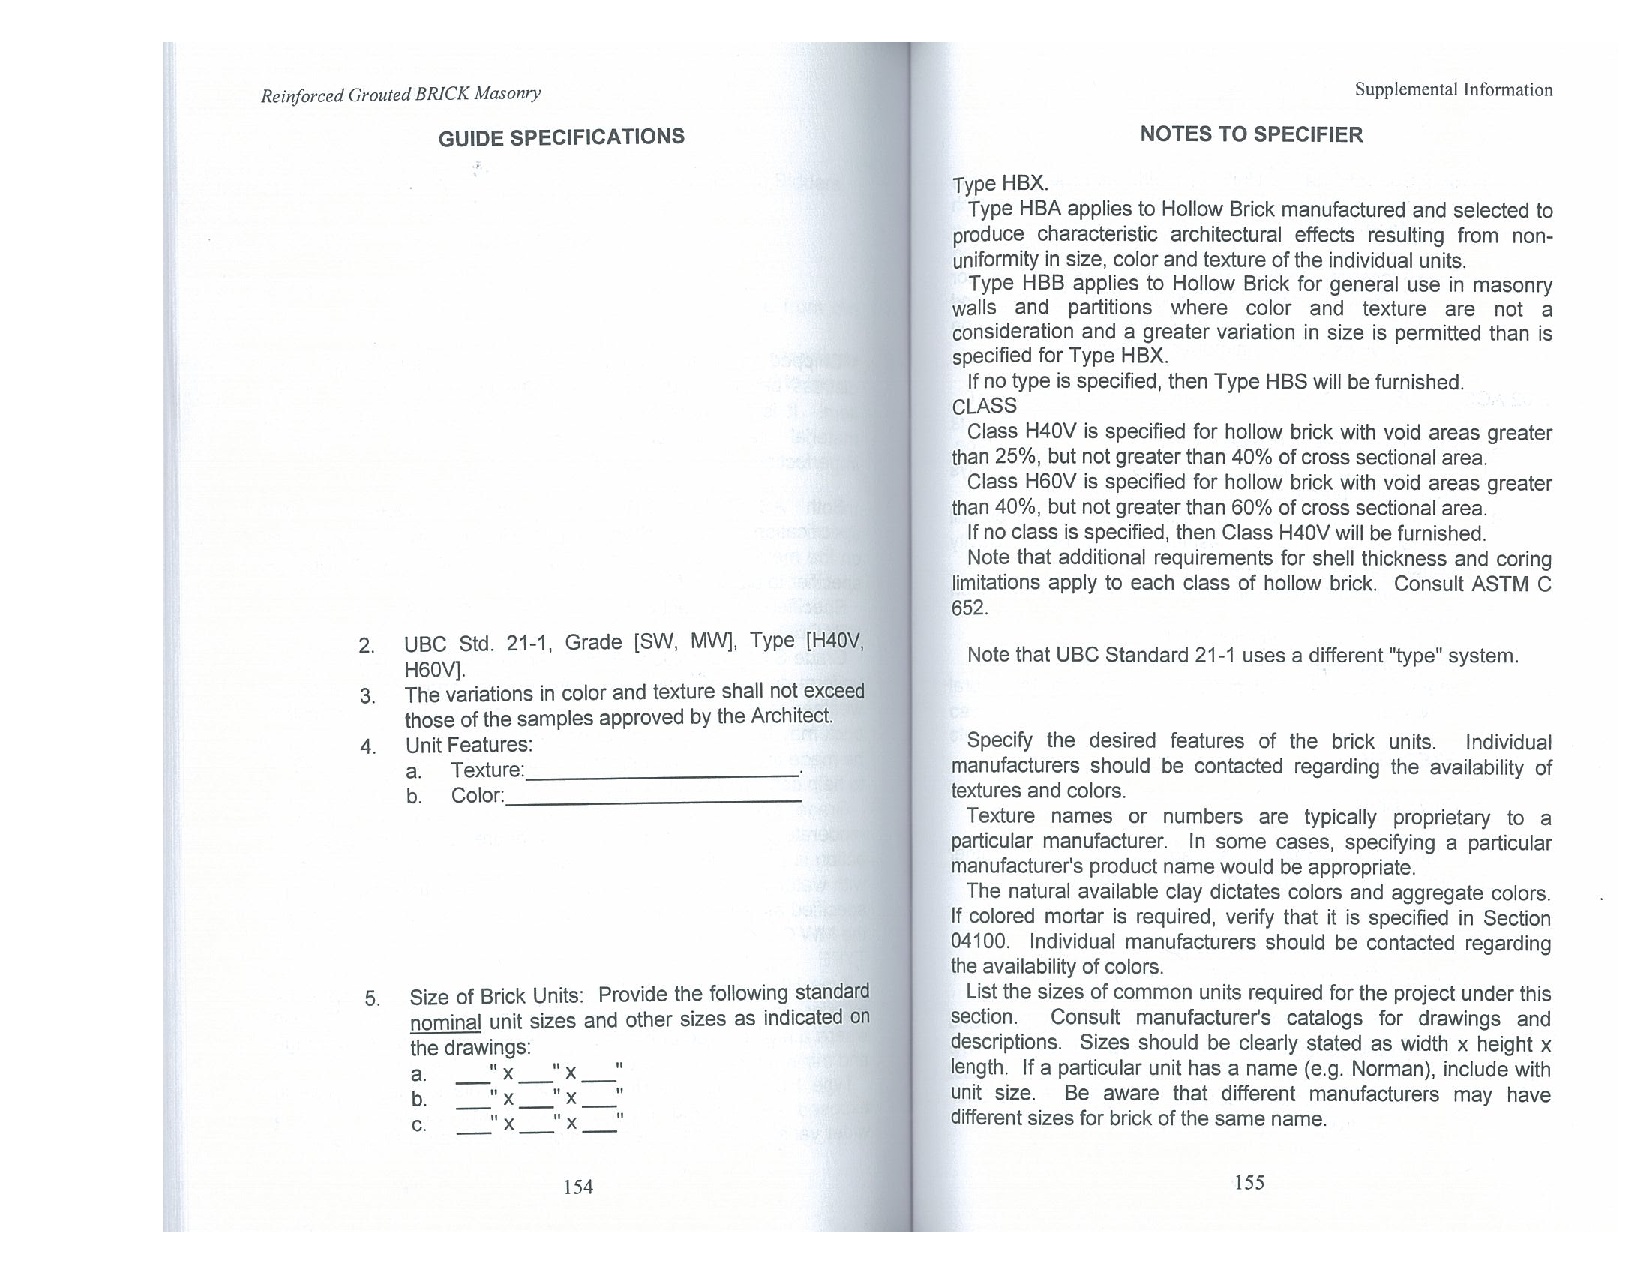 Reinforced Grouted BRICK Masonry
GUIDE SPECIFICATIONS
2. UBC Std. 21-1, Grade [SW, MW], Type [H40V,
H60V].
3. The variations in color and texture shall not exceed
those of the samples approved by the Architect.
4. Unit Features:
a. Texture:____________________.
b. Color:____________________
5. Size of Brick Units: Provide the following standard
nominal unit sizes and other sizes as indicated on
the drawings:
a. ___" x ___" x ___"
b. ___" x ___" x ___"
c. ___" x ___" x ___"
154
Supplemental Information
NOTES TO SPECIFIER
Type HBX.
Type HBA applies to Hollow Brick manufactured and selected to
produce characteristic architectural effects resulting from non-
uniformity in size, color and texture of the individual units.
Type HBB applies to Hollow Brick for general use in masonry
walls and partitions where color and texture are not a
consideration and a greater variation in size is permitted than is
specified for Type HBX.
If no type is specified, then Type HBS will be furnished.
CLASS
Class H40V is specified for hollow brick with void areas greater
than 25%, but not greater than 40% of cross sectional area.
Class H60V is specified for hollow brick with void areas greater
than 40%, but not greater than 60% of cross sectional area.
If no class is specified, then Class H40V will be furnished.
Note that additional requirements for shell thickness and coring
limitations apply to each class of hollow brick. Consult ASTM C
652.
Note that UBC Standard 21-1 uses a different "type" system.
Specify the desired features of the brick units. Individual
manufacturers should be contacted regarding the availability of
textures and colors.
Texture names or numbers are typically proprietary to a
particular manufacturer. In some cases, specifying a particular
manufacturer's product name would be appropriate.
The natural available clay dictates colors and aggregate colors.
If colored mortar is required, verify that it is specified in Section
04100. Individual manufacturers should be contacted regarding
the availability of colors.
List the sizes of common units required for the project under this
section. Consult manufacturer's catalogs for drawings and
descriptions. Sizes should be clearly stated as width x height x
length. If a particular unit has a name (e.g. Norman), include with
unit size. Be aware that different manufacturers may have
different sizes for brick of the same name.
155